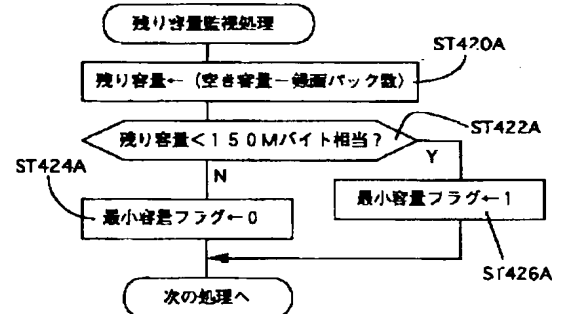 残り容量監視処理
ST420A
残り容量←(空き容量－録画パック数)
残り容量＜150Mバイト相当？
ST422A
Y
ST424A
N
最小容量フラグ←0
最小容量フラグ←1
ST426A
次の処理へ